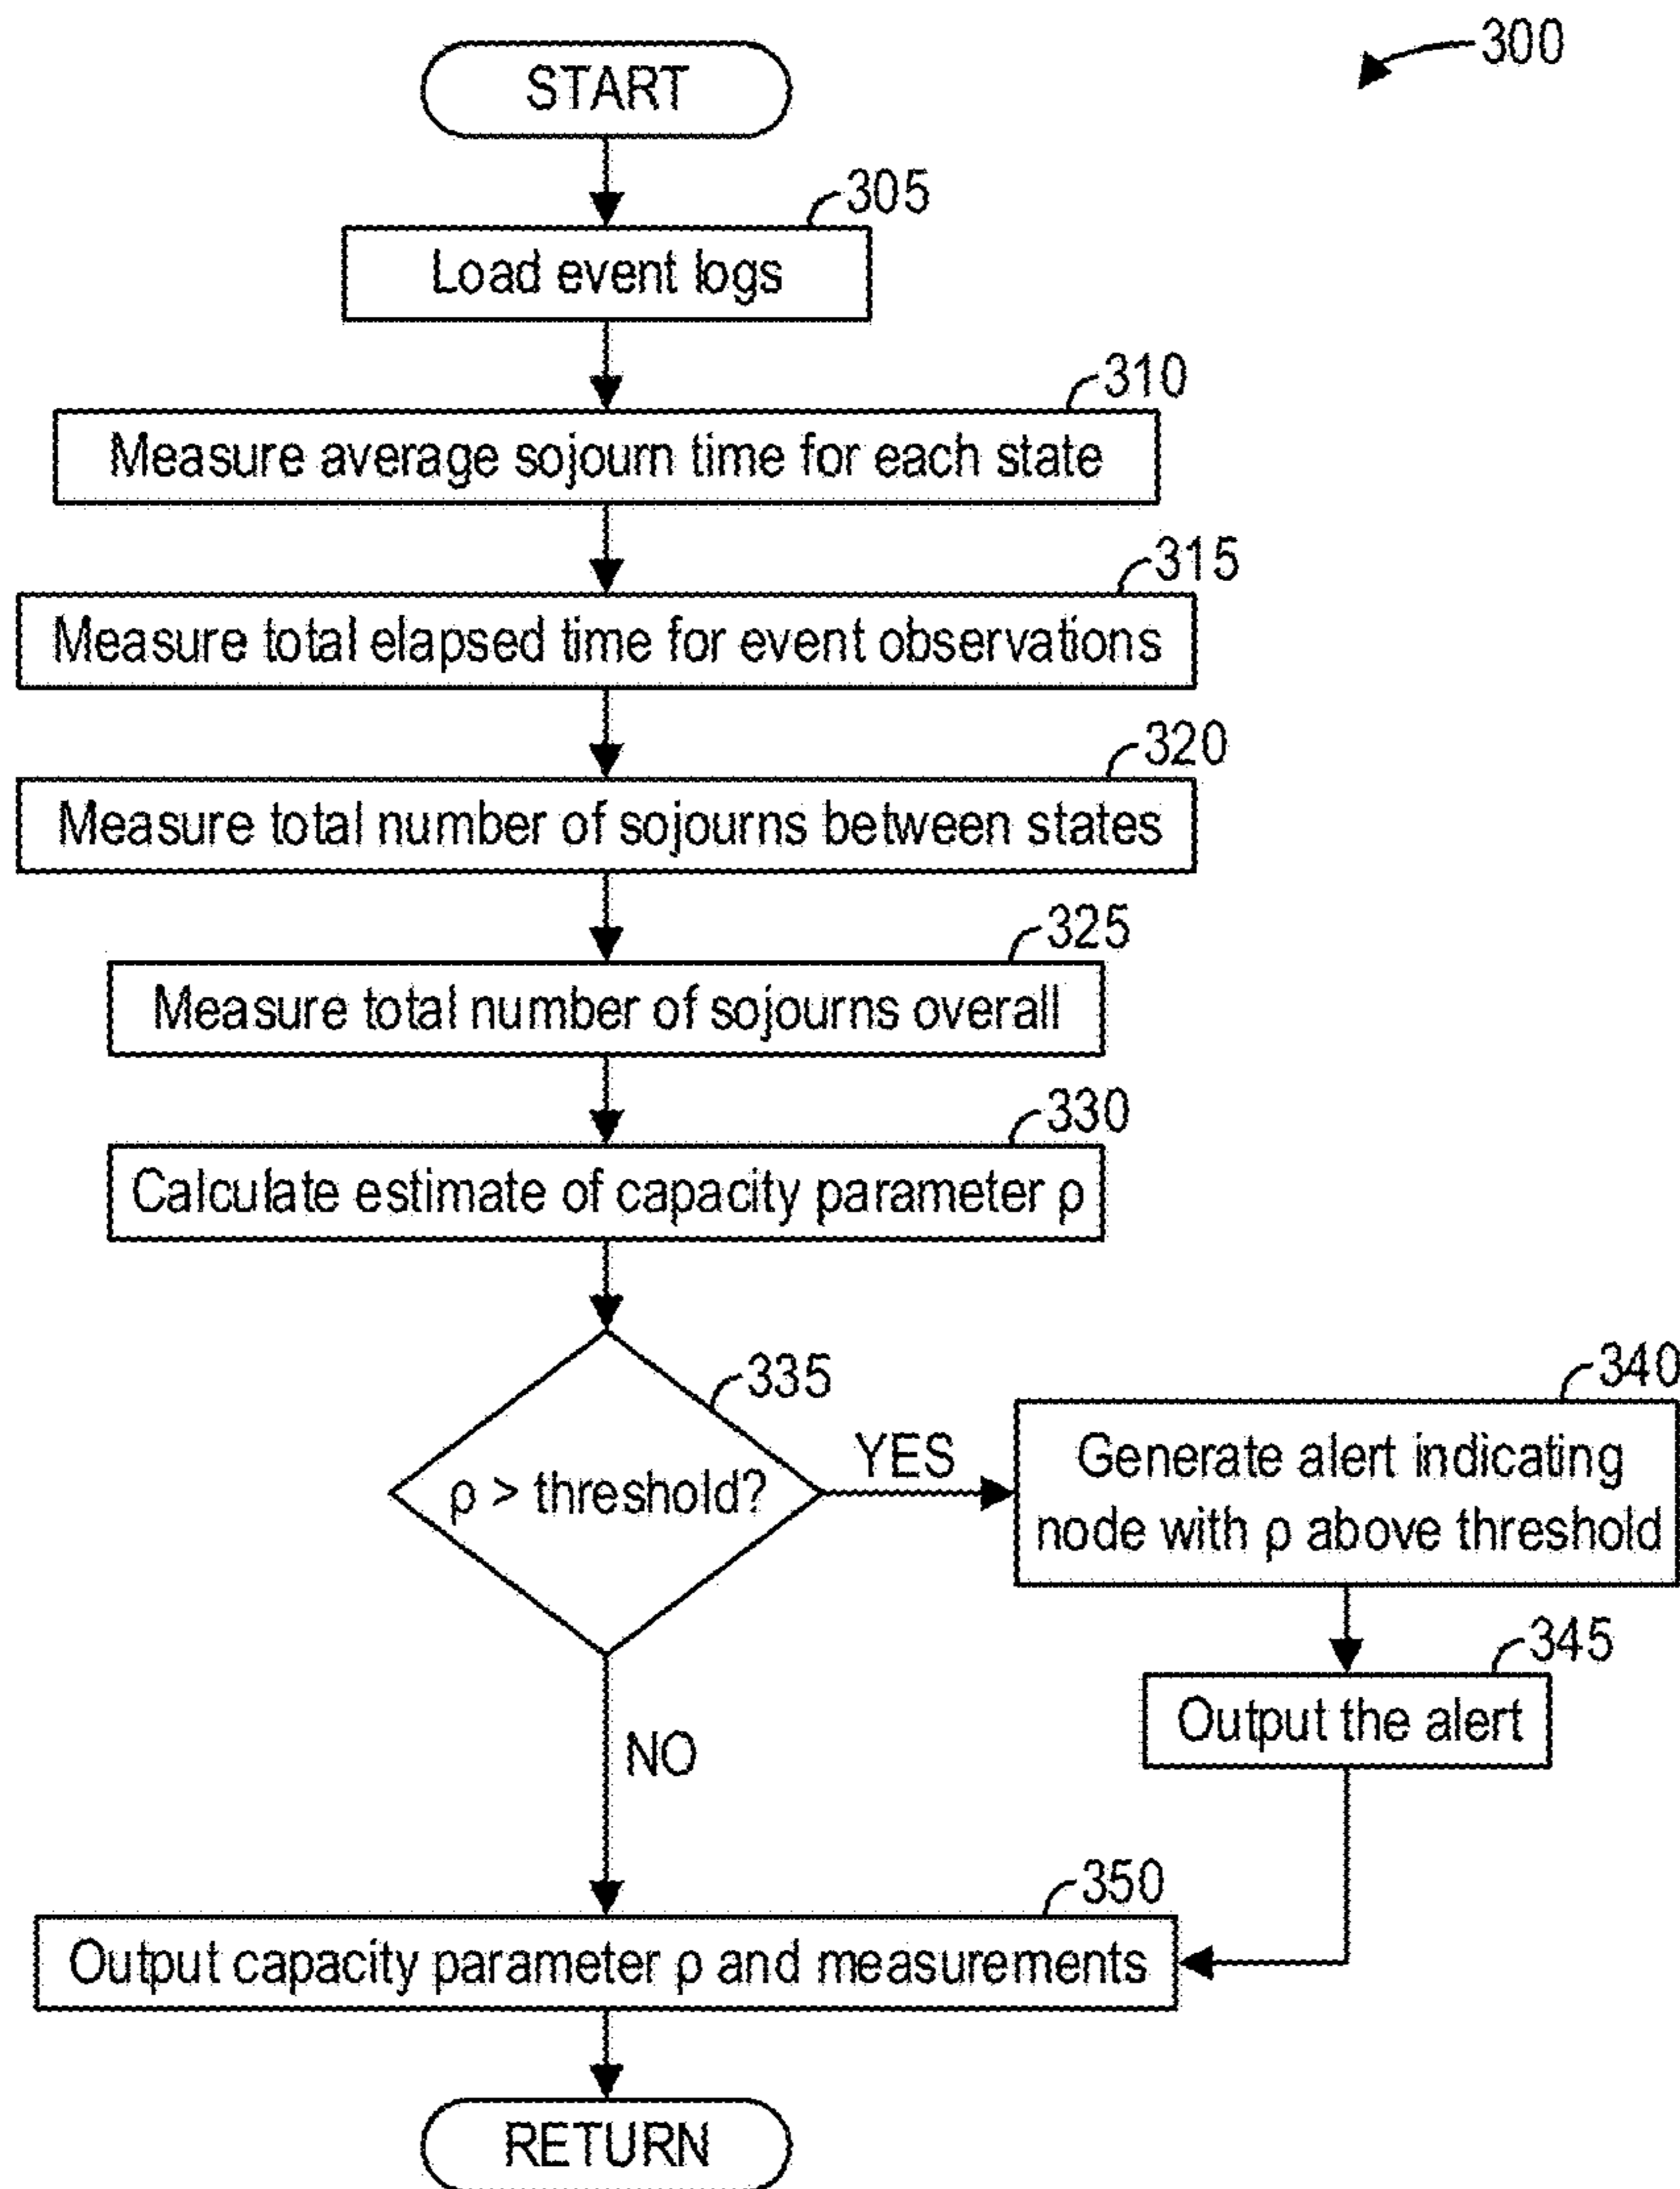 300
START
305
Load event logs
310
Measure average sojourn time for each state
315
Measure total elapsed time for event observations
320
Measure total number of sojourns between states
325
Measure total number of sojourns overall
330
Calculate estimate of capacity parameter ρ
335
ρ > threshold?
YES
340
Generate alert indicating
node with ρ above threshold
345
Output the alert
NO
350
Output capacity parameter ρ and measurements
RETURN